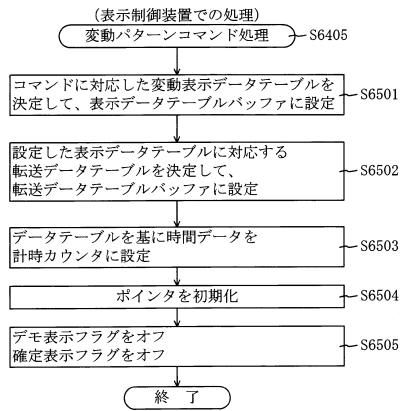 (表示制御装置での処理)
変動パターンコマンド処理
S6405
コマンドに対応した変動表示データテーブルを
決定して、表示データテーブルバッファに設定
S6501
設定した表示データテーブルに対応する
転送データテーブルを決定して、
転送データテーブルバッファに設定
S6502
データテーブルを基に時間データを
計時カウンタに設定
S6503
ポインタを初期化
S6504
デモ表示フラグをオフ
確定表示フラグをオフ
S6505
終 了